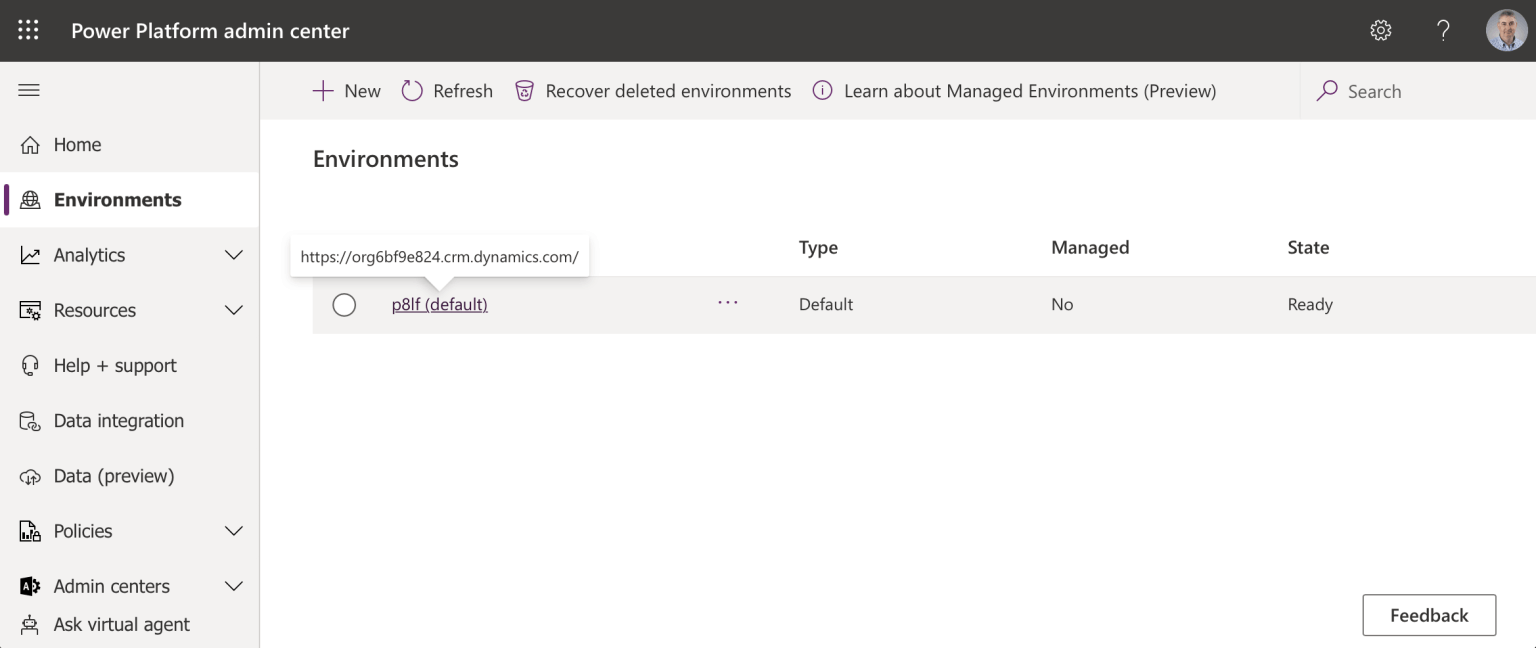 Power Platform admin center
New Refresh Recover deleted environments Learn about Managed Environments (Preview) Search
Home
Environments
Analytics
Resources
Help + support
Data integration
Data (preview)
Policies
Admin centers
Ask virtual agent
Environments
Type Managed State
https://org6bf9e824.crm.dynamics.com/
p8lf (default) ... Default No Ready
Feedback